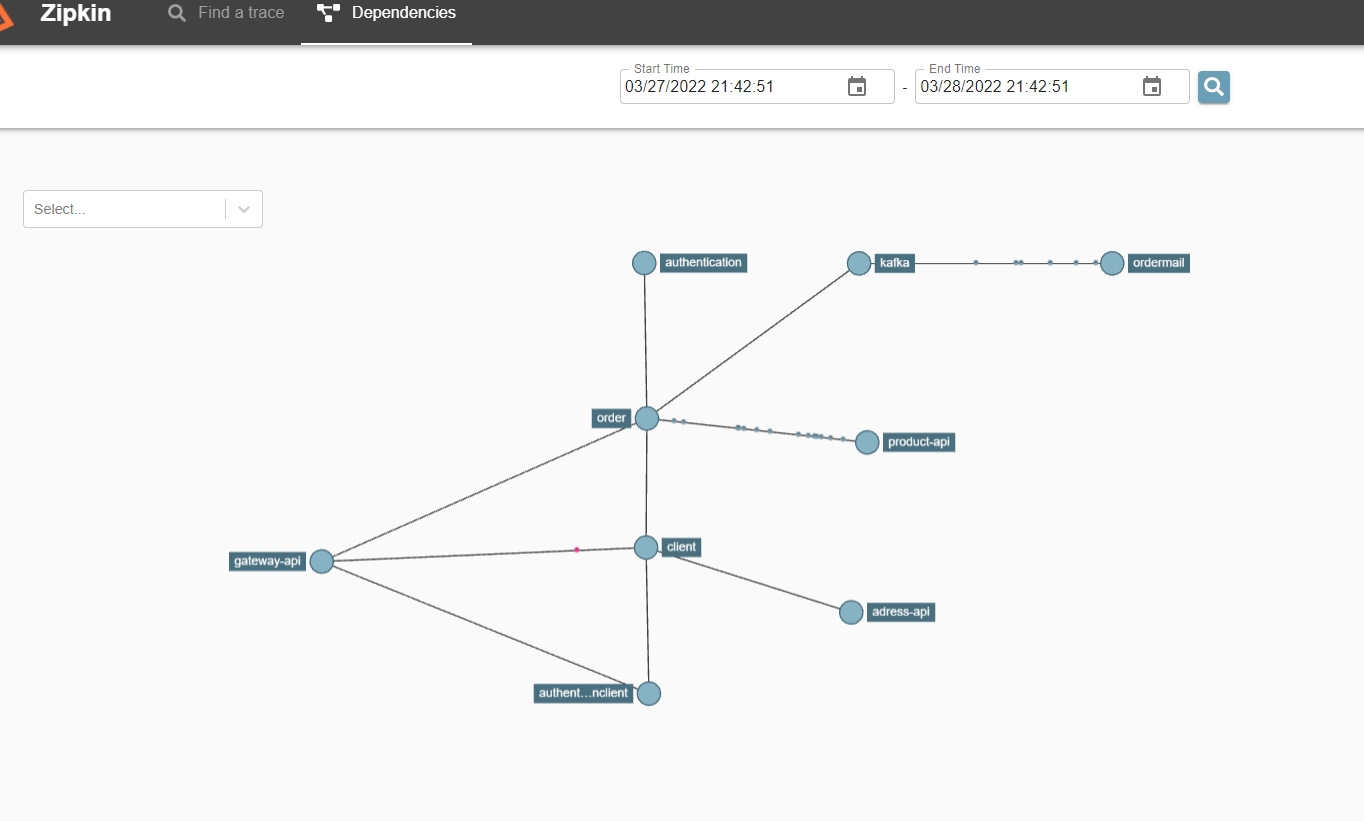 Zipkin
Find a trace
Dependencies
Start Time
03/27/2022 21:42:51
-
End Time
03/28/2022 21:42:51
Select...
authentication
kafka
ordermail
order
product-api
client
gateway-api
adress-api
authent...nclient